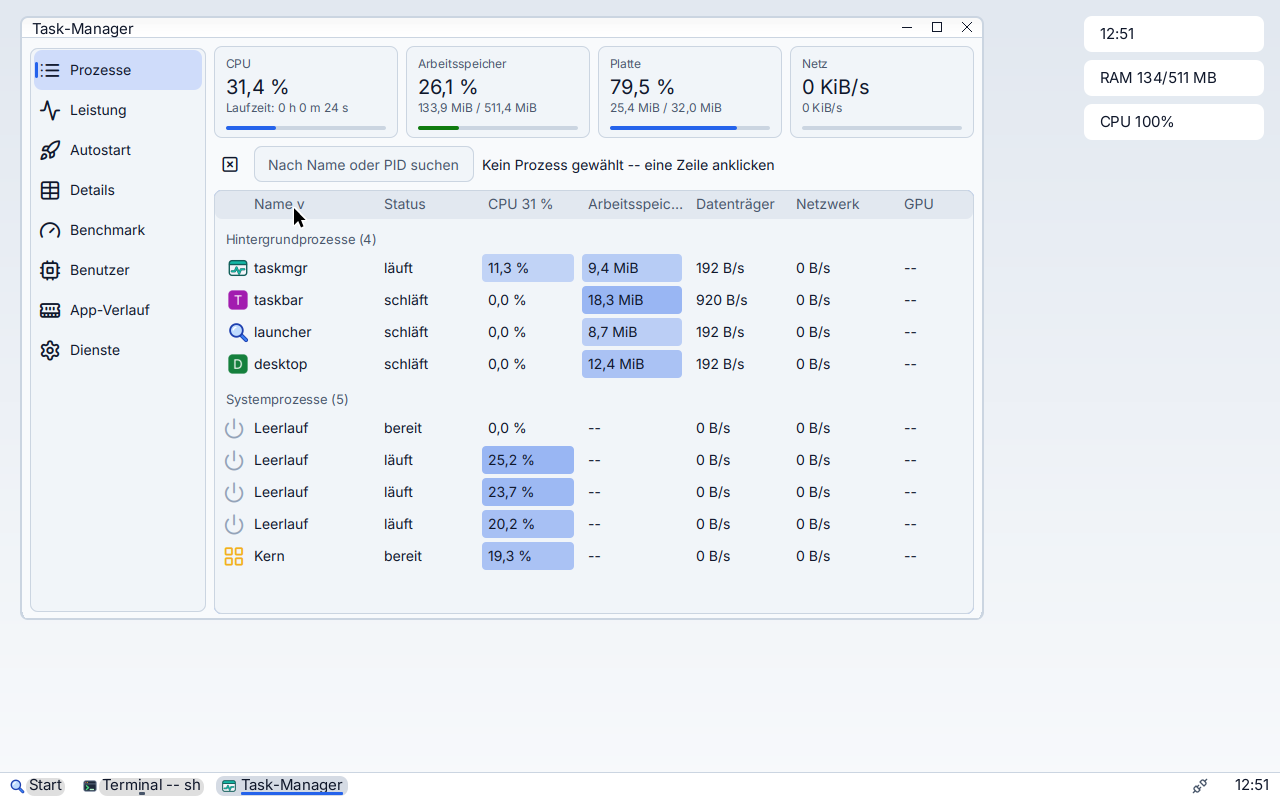 Task-Manager
12:51
RAM 134/511 MB
CPU 100%
Prozesse
Leistung
Autostart
Details
Benchmark
Benutzer
App-Verlauf
Dienste
CPU
31,4 %
Laufzeit: 0 h 0 m 24 s
Arbeitsspeicher
26,1 %
133,9 MiB / 511,4 MiB
Platte
79,5 %
25,4 MiB / 32,0 MiB
Netz
0 KiB/s
0 KiB/s
Nach Name oder PID suchen Kein Prozess gewählt -- eine Zeile anklicken
Name v Status CPU 31 % Arbeitsspeic... Datenträger Netzwerk GPU
Hintergrundprozesse (4)
taskmgr läuft 11,3 % 9,4 MiB 192 B/s 0 B/s --
T taskbar schläft 0,0 % 18,3 MiB 920 B/s 0 B/s --
launcher schläft 0,0 % 8,7 MiB 192 B/s 0 B/s --
D desktop schläft 0,0 % 12,4 MiB 192 B/s 0 B/s --
Systemprozesse (5)
Leerlauf bereit 0,0 % -- 0 B/s 0 B/s --
Leerlauf läuft 25,2 % -- 0 B/s 0 B/s --
Leerlauf läuft 23,7 % -- 0 B/s 0 B/s --
Leerlauf läuft 20,2 % -- 0 B/s 0 B/s --
Kern bereit 19,3 % -- 0 B/s 0 B/s --
Start Terminal -- sh Task-Manager 12:51